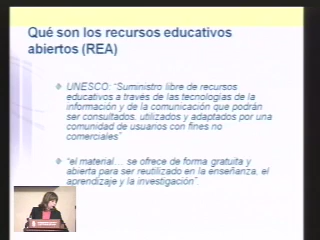 Qué son los recursos educativos
abiertos (REA)
UNESCO: "Suministro libre de recursos
educativos a través de las tecnologías de la
información y de la comunicación que podrán
ser consultados, utilizados y adaptados por una
comunidad de usuarios con fines no
comerciales"
"el material... se ofrece de forma gratuita y
abierta para ser reutilizado en la enseñanza, el
aprendizaje y la investigación".